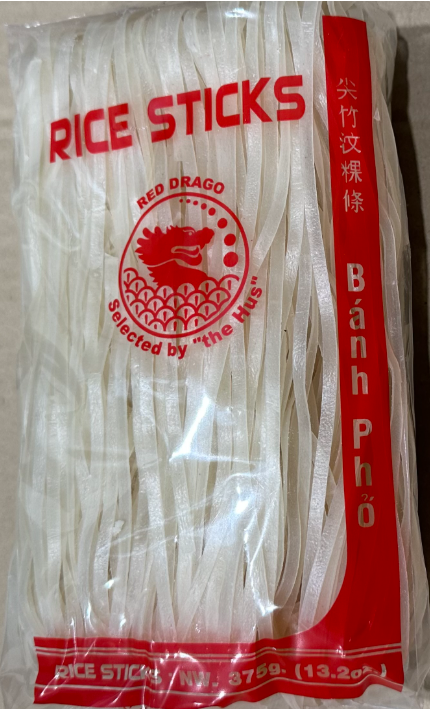 RICE STICKS
RED DRAGO
Selected by "the Hus"
尖竹汶粿條
Bánh Phở
RICE STICKS NW. 375g. (13.2oz.)